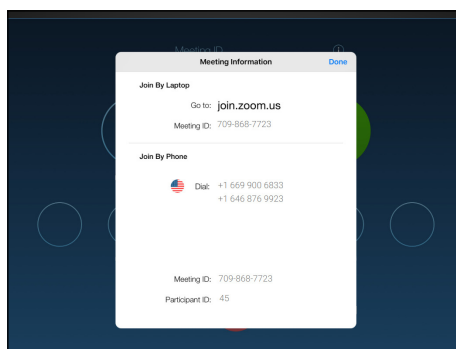 Meeting ID
Meeting Information Done
Join By Laptop
Go to: join.zoom.us
Meeting ID: 709-868-7723
Join By Phone
Dial: +1 669 900 6833
+1 646 876 9923
Meeting ID: 709-868-7723
Participant ID: 45